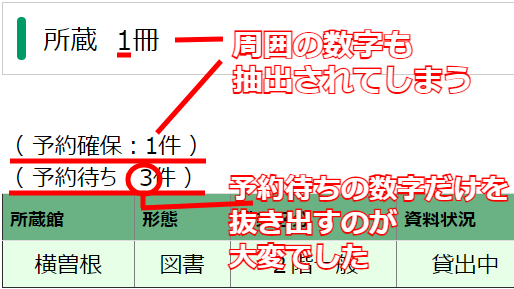 所蔵 1冊
周囲の数字も
抽出されてしまう
( 予約確保：1件 )
( 予約待ち 3件 )
予約待ちの数字だけを
抜き出すのが
大変でした
所蔵館 形態 資料状況
横曽根 図書 2階 般 貸出中